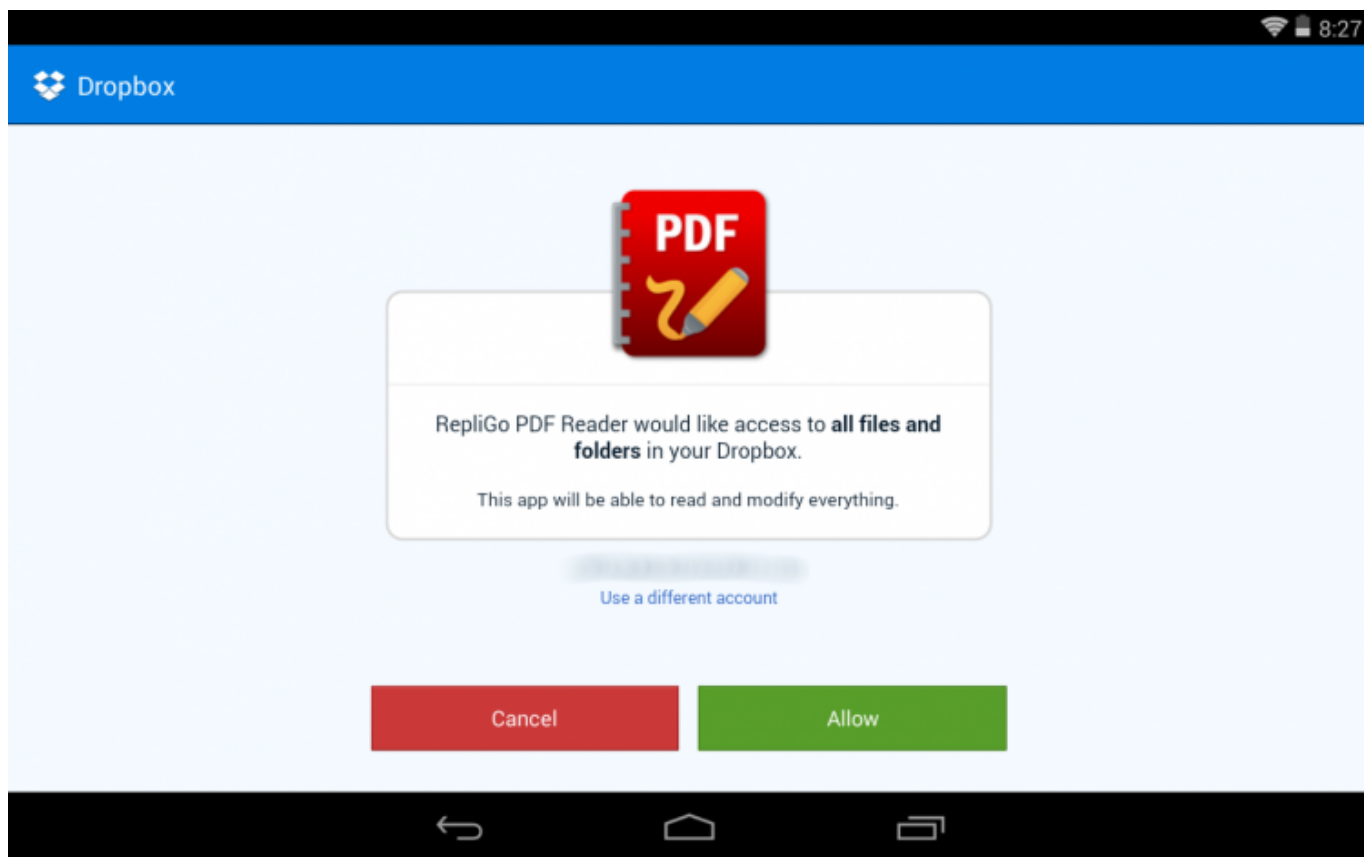 8:27
Dropbox
PDF
RepliGo PDF Reader would like access to all files and
folders in your Dropbox.
This app will be able to read and modify everything.
Use a different account
Cancel
Allow